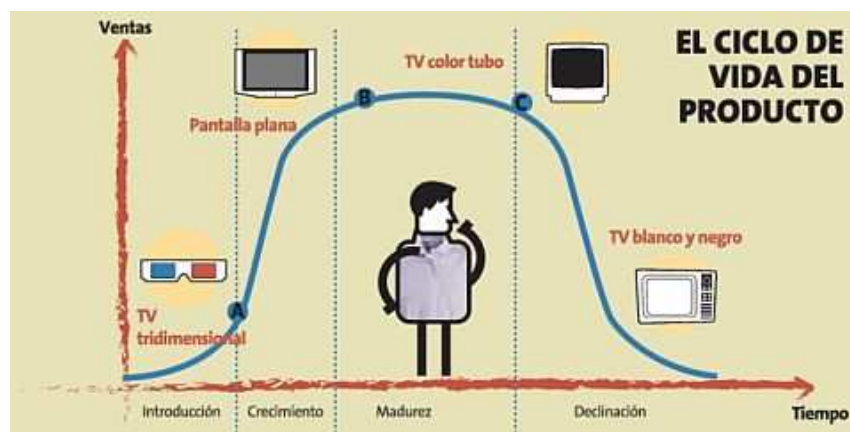 Ventas
EL CICLO DE
VIDA DEL
PRODUCTO
TV color tubo
B
C
Pantalla plana
TV blanco y negro
A
TV
tridimensional
Introducción
Crecimiento
Madurez
Declinación
Tiempo